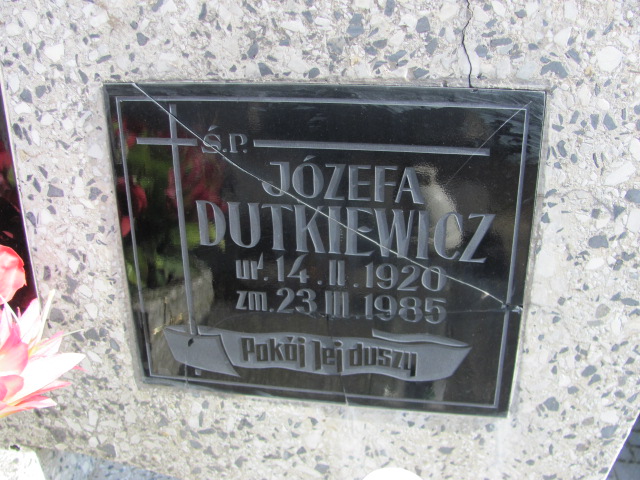 Ś.P.
JÓZEFA
DUTKIEWICZ
ur. 14.II.1920
zm. 23.III.1985
Pokój Jej duszy